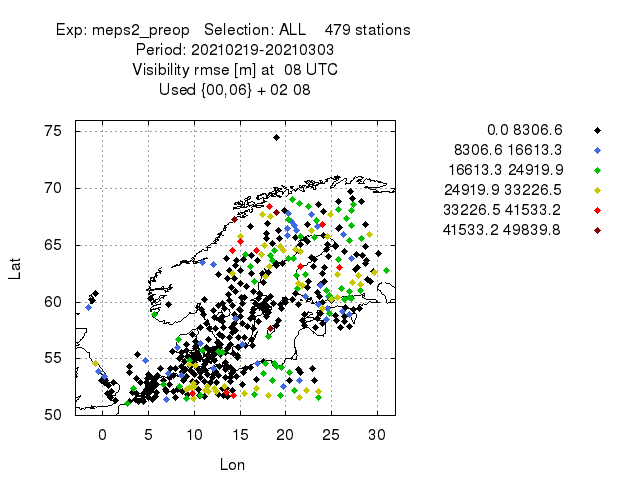 Exp: meps2_preop   Selection: ALL    479 stations
Period: 20210219-20210303
Visibility rmse [m] at  08 UTC
Used {00,06} + 02 08
75
70
65
60
55
50
Lat
0 5 10 15 20 25 30
Lon
0.0 8306.6
8306.6 16613.3
16613.3 24919.9
24919.9 33226.5
33226.5 41533.2
41533.2 49839.8